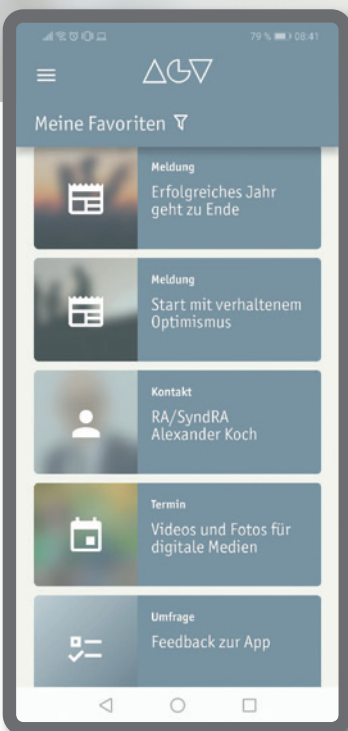 79 % 08:41
AGV
Meine Favoriten
Meldung
Erfolgreiches Jahr
geht zu Ende
Meldung
Start mit verhaltenem
Optimismus
Kontakt
RA/SyndRA
Alexander Koch
Termin
Videos und Fotos für
digitale Medien
Umfrage
Feedback zur App